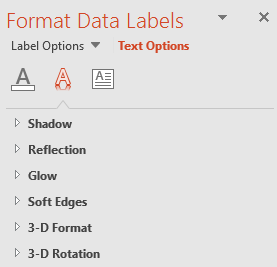 Format Data Labels
Label Options Text Options
Shadow
Reflection
Glow
Soft Edges
3-D Format
3-D Rotation